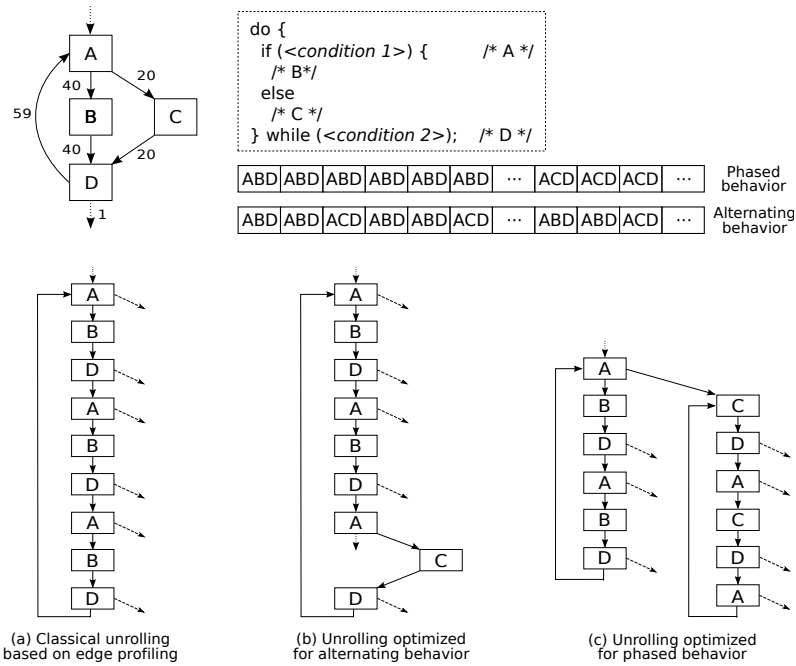 A
20
40
59
B
C
40
20
D
1
do {
if (<condition 1>) { /* A */
/* B*/
else
/* C */
} while (<condition 2>); /* D */
ABD ABD ABD ABD ABD ABD ... ACD ACD ACD ... Phased behavior
ABD ABD ACD ABD ABD ACD ... ABD ABD ACD ... Alternating behavior
A
B
D
A
B
D
A
B
D
(a) Classical unrolling
based on edge profiling
A
B
D
A
B
D
A
C
D
(b) Unrolling optimized
for alternating behavior
A
B
D
A
B
D
C
D
A
C
D
A
(c) Unrolling optimized
for phased behavior